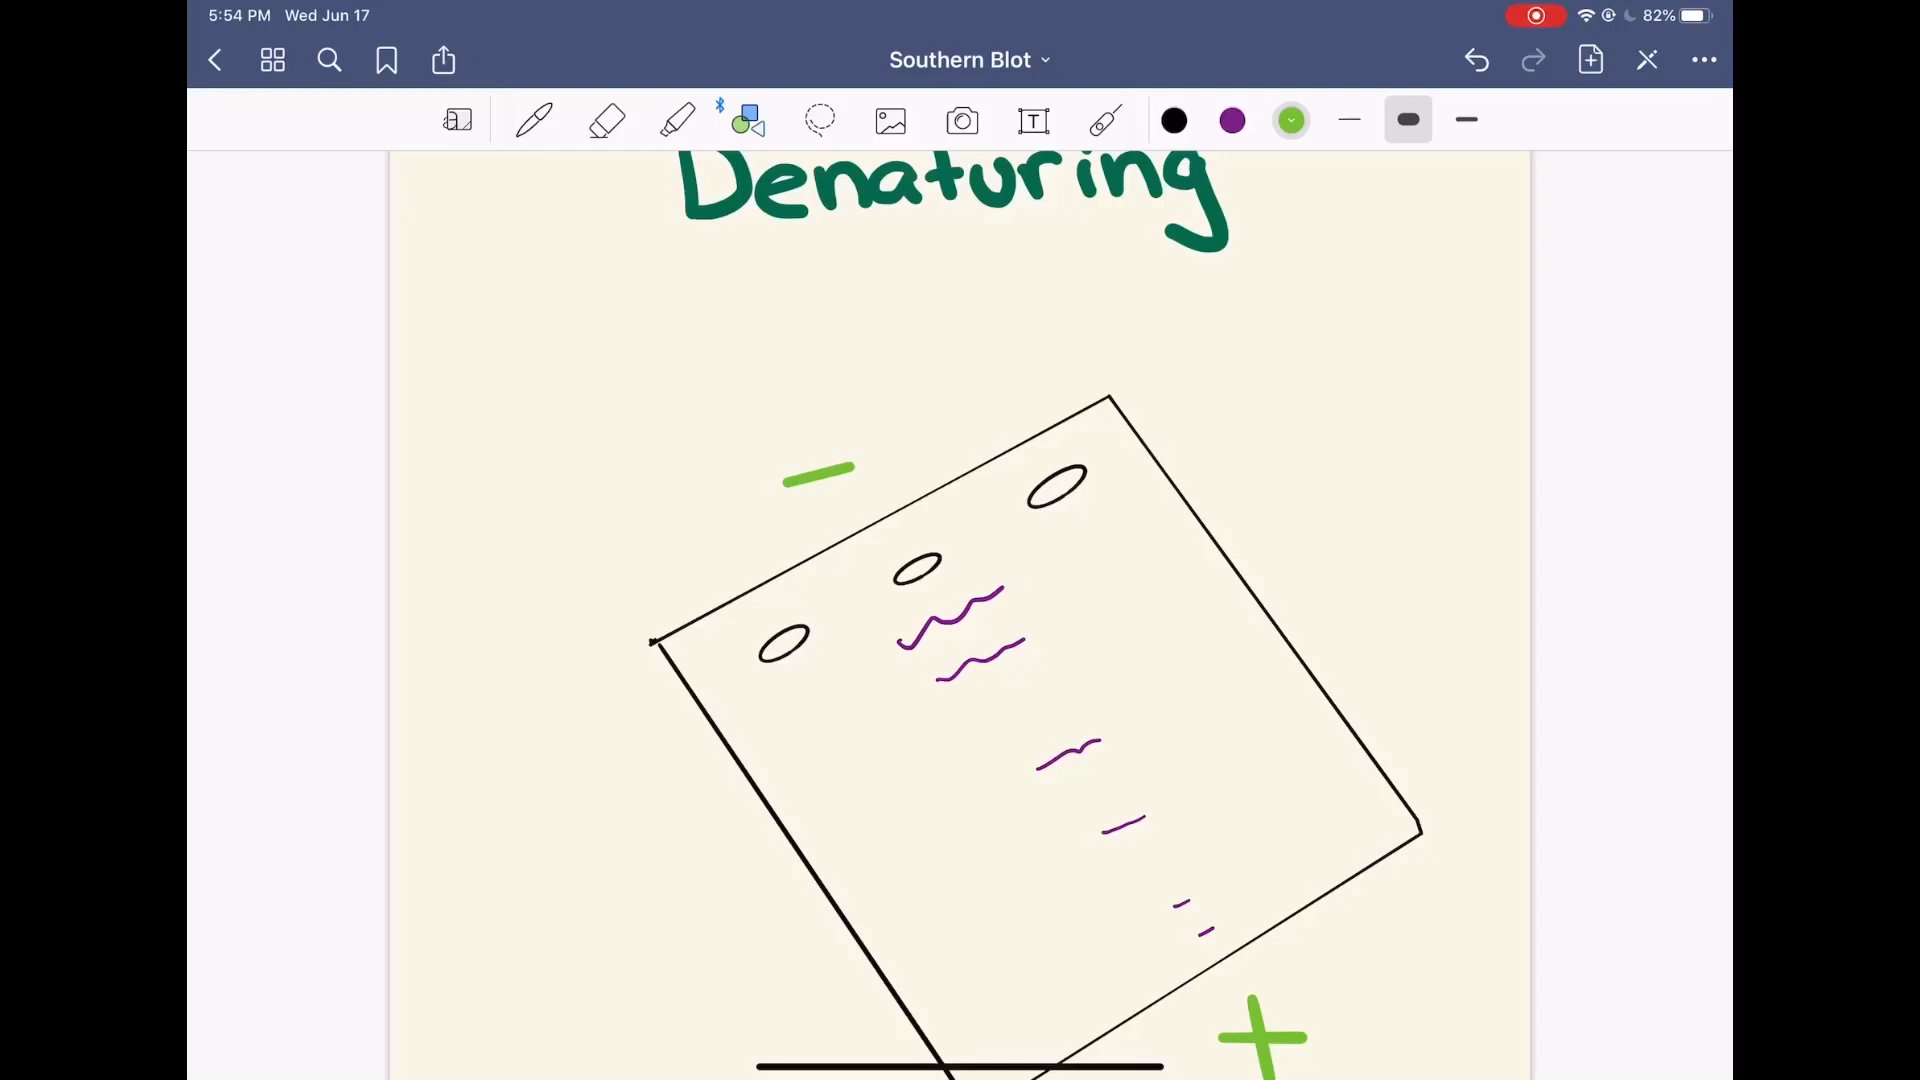 5:54 PM Wed Jun 17 82%
Southern Blot
a T
Denaturing
−
+